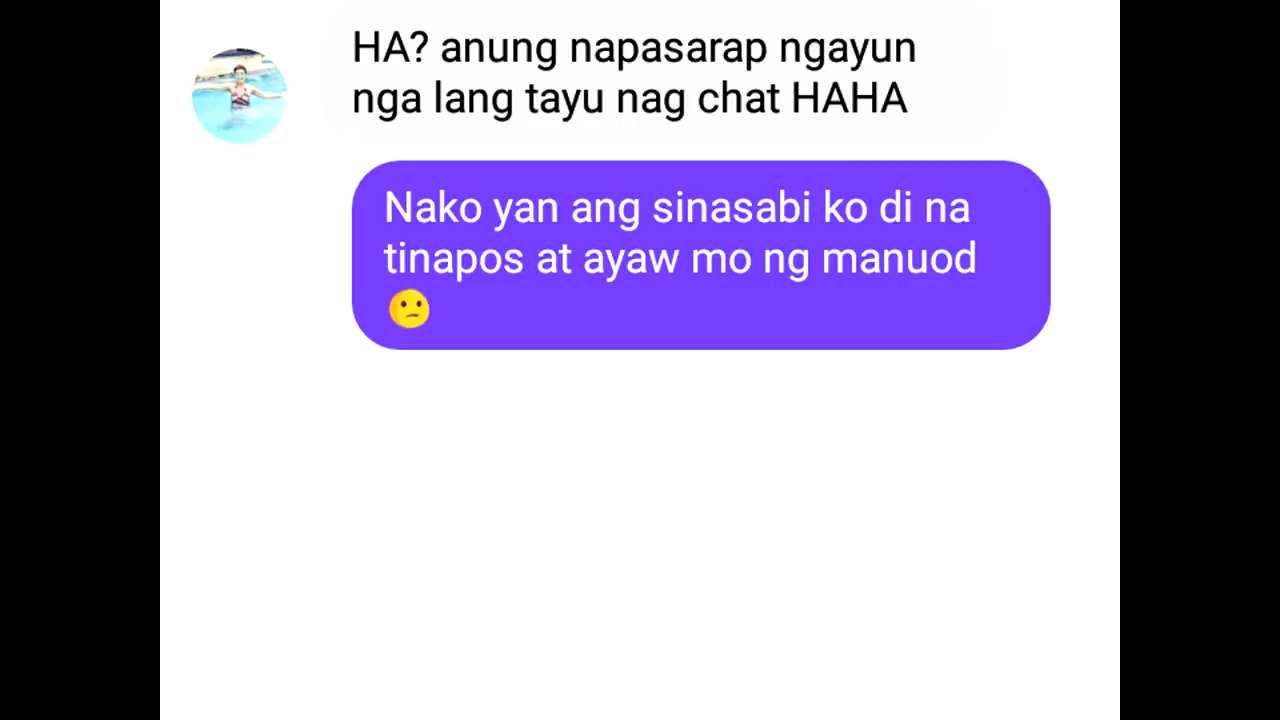 HA? anung napasarap ngayun
nga lang tayu nag chat HAHA
Nako yan ang sinasabi ko di na
tinapos at ayaw mo ng manuod
🫤